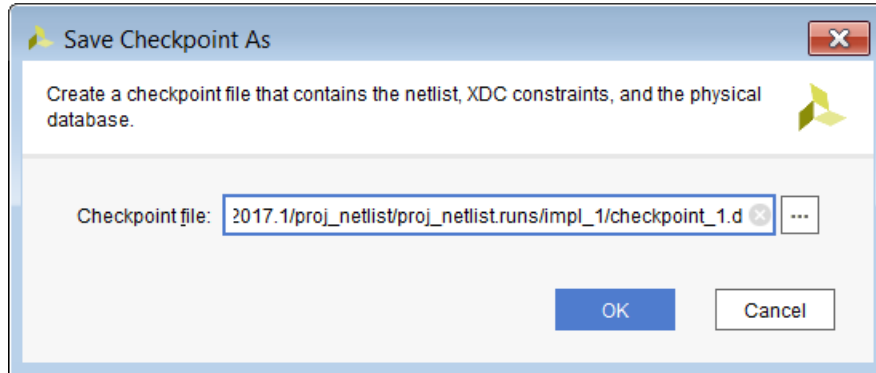 Save Checkpoint As
Create a checkpoint file that contains the netlist, XDC constraints, and the physical
database.
Checkpoint file: 2017.1/proj_netlist/proj_netlist.runs/impl_1/checkpoint_1.d
...
OK Cancel